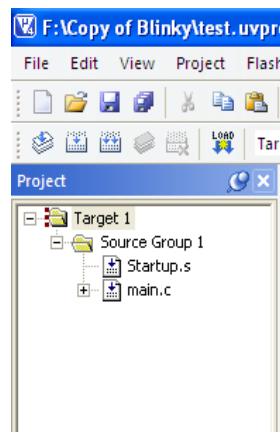 F:\Copy of Blinky\test.uvpr
File Edit View Project Flash
LOAD Tar
Project
Target 1
Source Group 1
Startup.s
main.c